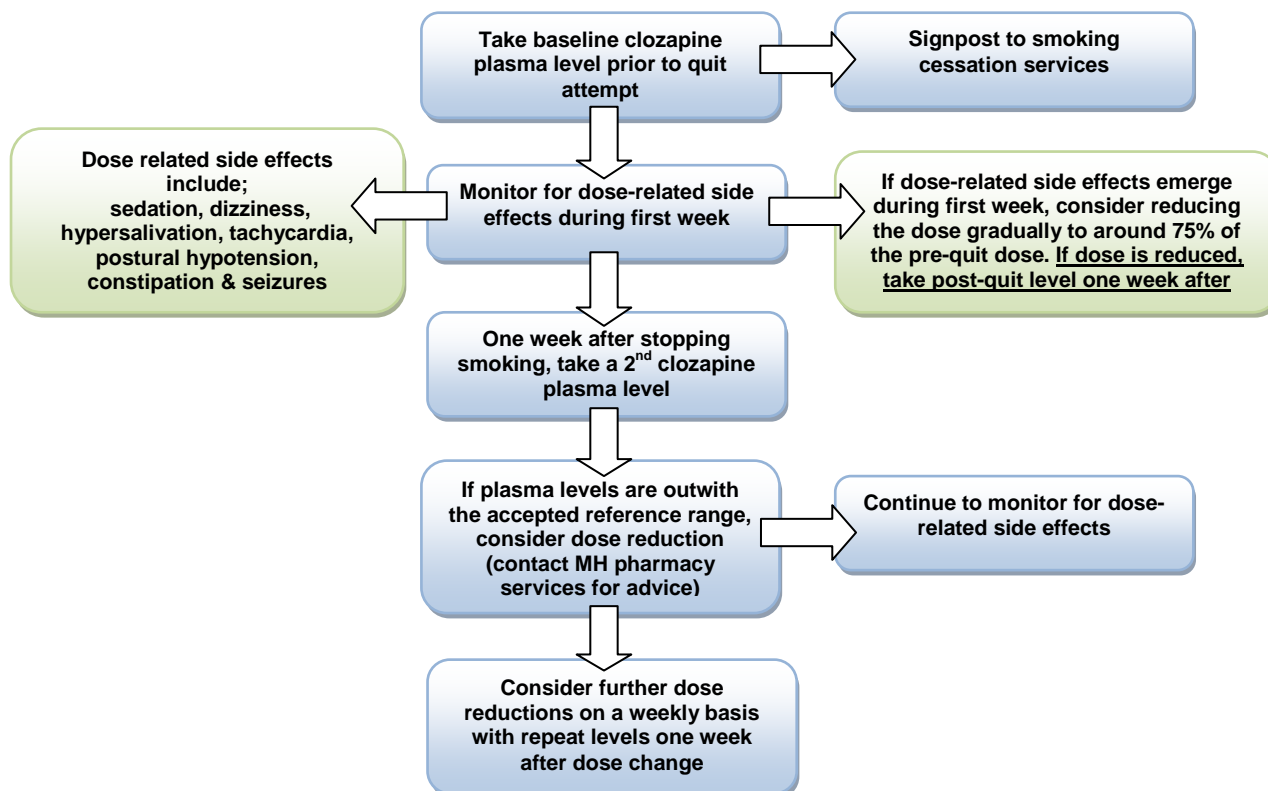 Take baseline clozapine
plasma level prior to quit
attempt
Signpost to smoking
cessation services
Dose related side effects
include;
sedation, dizziness,
hypersalivation, tachycardia,
postural hypotension,
constipation & seizures
Monitor for dose-related side
effects during first week
If dose-related side effects emerge
during first week, consider reducing
the dose gradually to around 75% of
the pre-quit dose. If dose is reduced,
take post-quit level one week after
One week after stopping
smoking, take a 2nd clozapine
plasma level
If plasma levels are outwith
the accepted reference range,
consider dose reduction
(contact MH pharmacy
services for advice)
Continue to monitor for dose-
related side effects
Consider further dose
reductions on a weekly basis
with repeat levels one week
after dose change